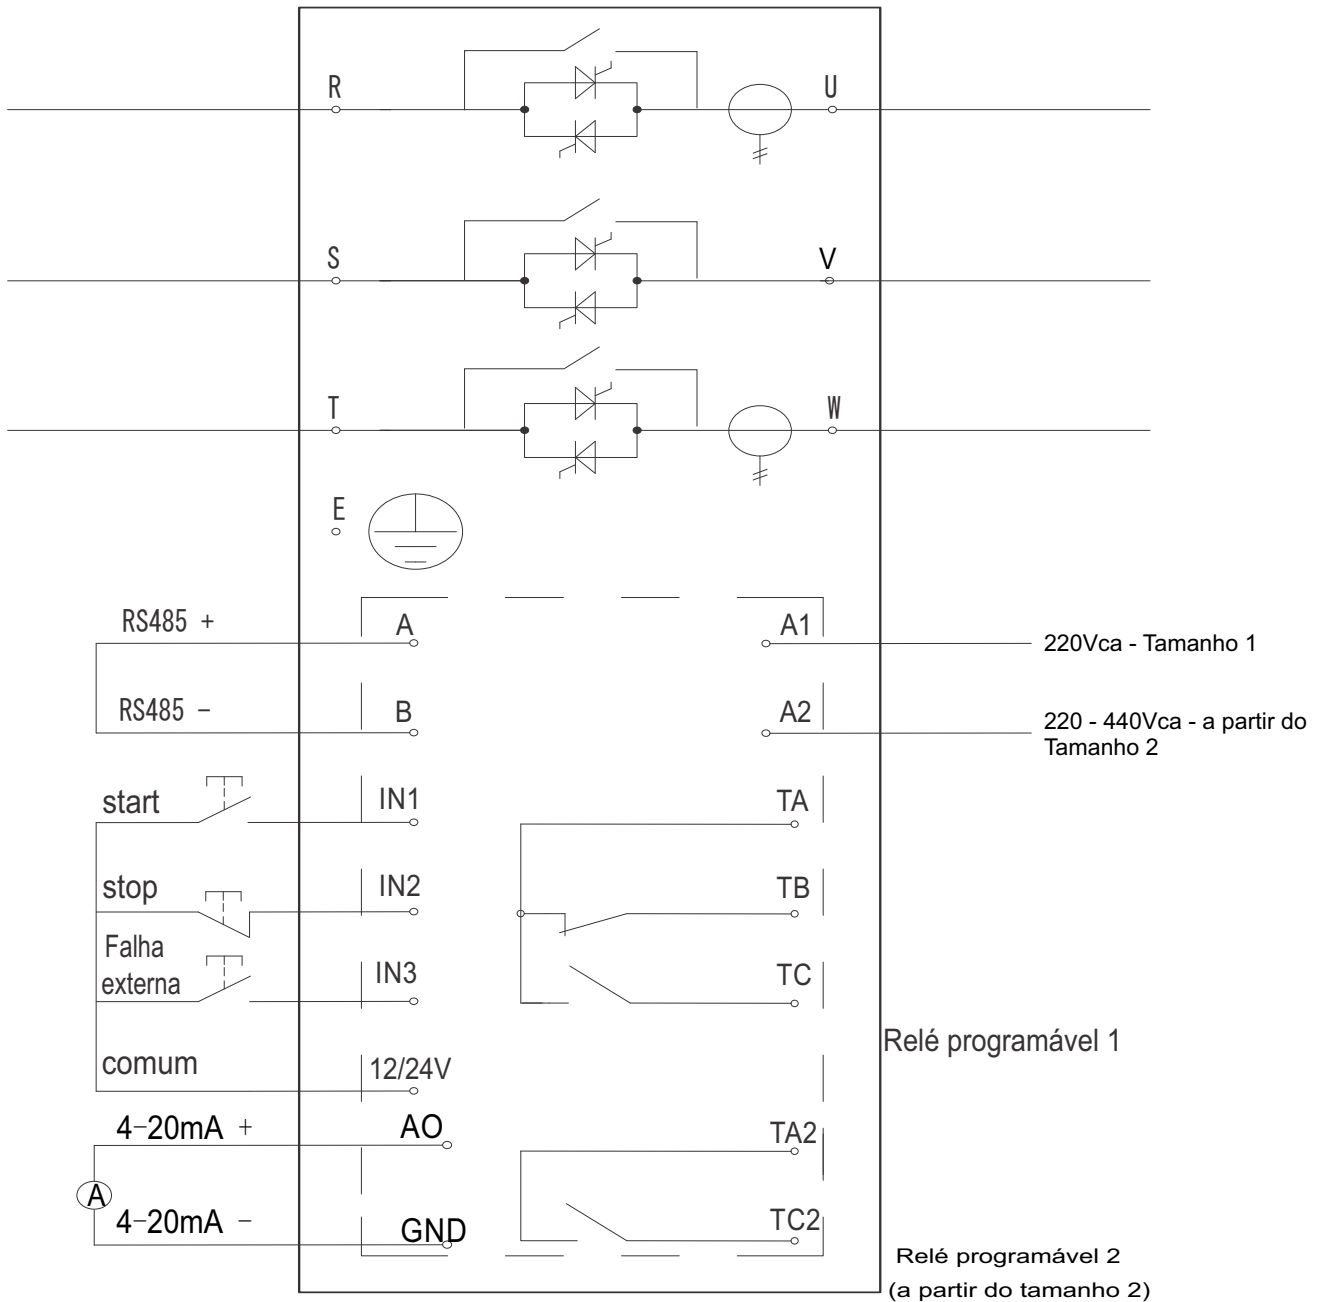 R
U
S
V
T
W
E
RS485 +
A
A1
220Vca - Tamanho 1
RS485 -
B
A2
220 - 440Vca - a partir do
Tamanho 2
start
IN1
TA
stop
IN2
TB
Falha
externa
IN3
TC
Relé programável 1
comum
12/24V
4-20mA +
AO
TA2
A
4-20mA -
GND
TC2
Relé programável 2
(a partir do tamanho 2)